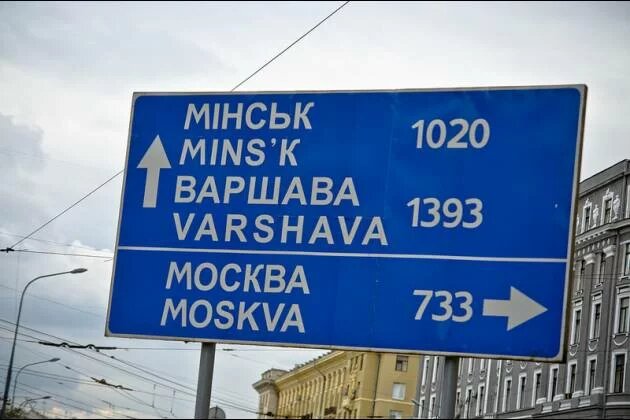 МІНСЬК
MINS'K 1020
ВАРШАВА
VARSHAVA 1393
МОСКВА
MOSKVA 733